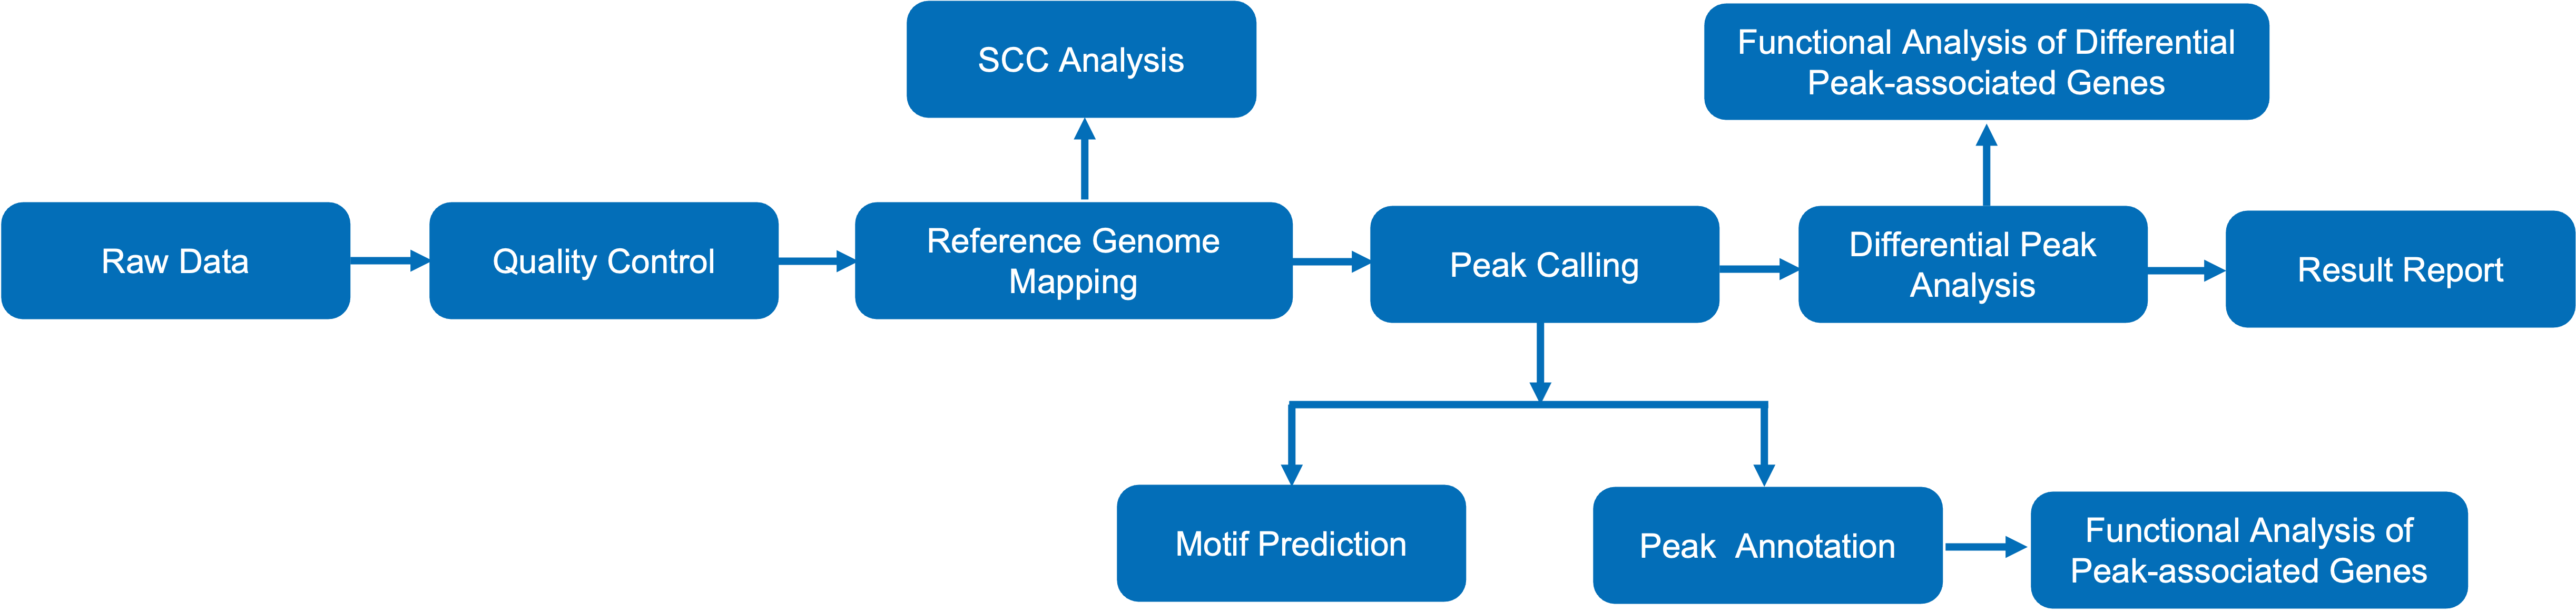 SCC Analysis
Functional Analysis of Differential
Peak-associated Genes
Raw Data
Quality Control
Reference Genome
Mapping
Peak Calling
Differential Peak
Analysis
Result Report
Motif Prediction
Peak Annotation
Functional Analysis of
Peak-associated Genes